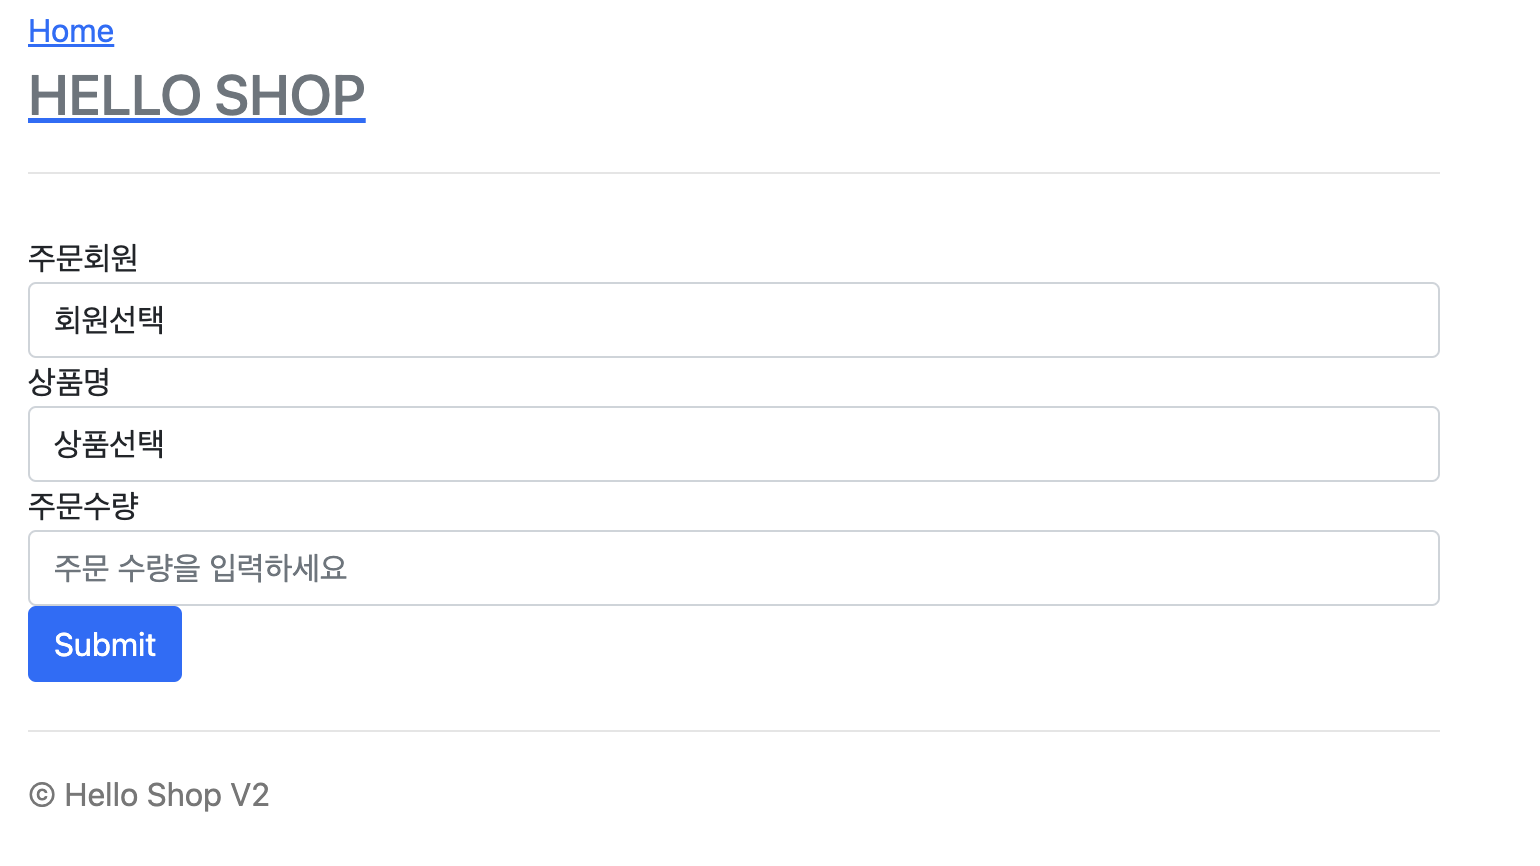 Home
HELLO SHOP
주문회원
회원선택
상품명
상품선택
주문수량
주문 수량을 입력하세요
Submit
© Hello Shop V2